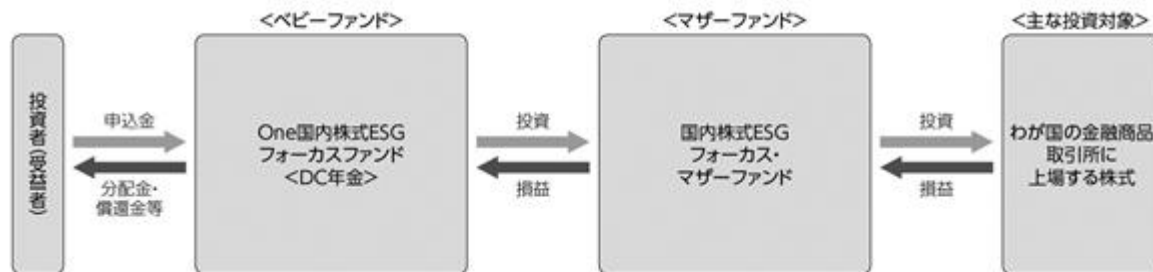 <ベビーファンド>
<マザーファンド>
<主な投資対象>
投資者(受益者)
申込金
分配金・
償還金等
One国内株式ESG
フォーカスファンド
<DC年金>
投資
損益
国内株式ESG
フォーカス・
マザーファンド
投資
損益
わが国の金融商品
取引所に
上場する株式